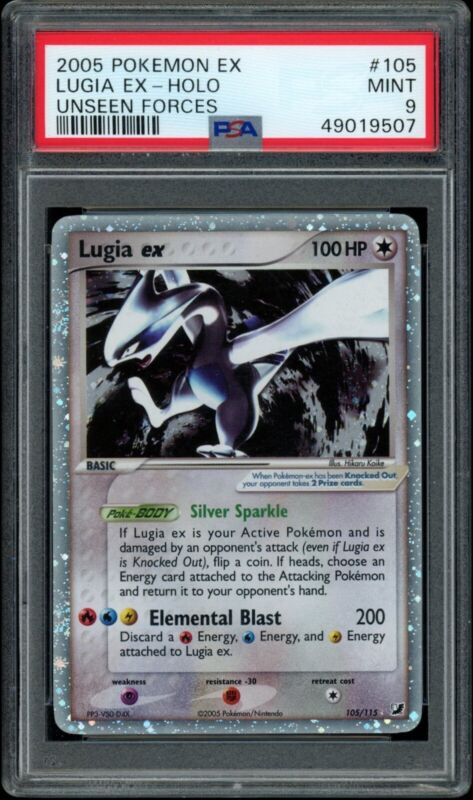 2005 POKEMON EX #105
LUGIA EX - HOLO MINT
UNSEEN FORCES 9
PSA 49019507
Lugia ex 100 HP
BASIC Illus. Hikaru Koike
When Pokémon-ex has been Knocked Out,
your opponent takes 2 Prize cards.
Poké-BODY Silver Sparkle
If Lugia ex is your Active Pokémon and is
damaged by an opponent's attack (even if Lugia ex
is Knocked Out), flip a coin. If heads, choose an
Energy card attached to the Attacking Pokémon
and return it to your opponent's hand.
Elemental Blast 200
Discard a Energy, Energy, and Energy
attached to Lugia ex.
weakness resistance -30 retreat cost
©2005 Pokémon/Nintendo 105/115